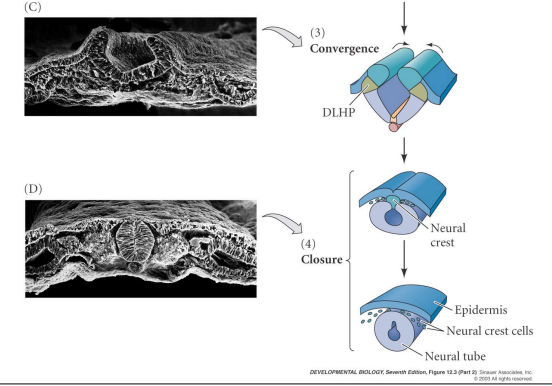 (C)
(3)
Convergence
DLHP
(D)
(4)
Closure
Neural
crest
Epidermis
Neural crest cells
Neural tube
DEVELOPMENTAL BIOLOGY, Seventh Edition, Figure 12.3 (Part 2) Sinauer Associates, Inc.
© 2003 All rights reserved.